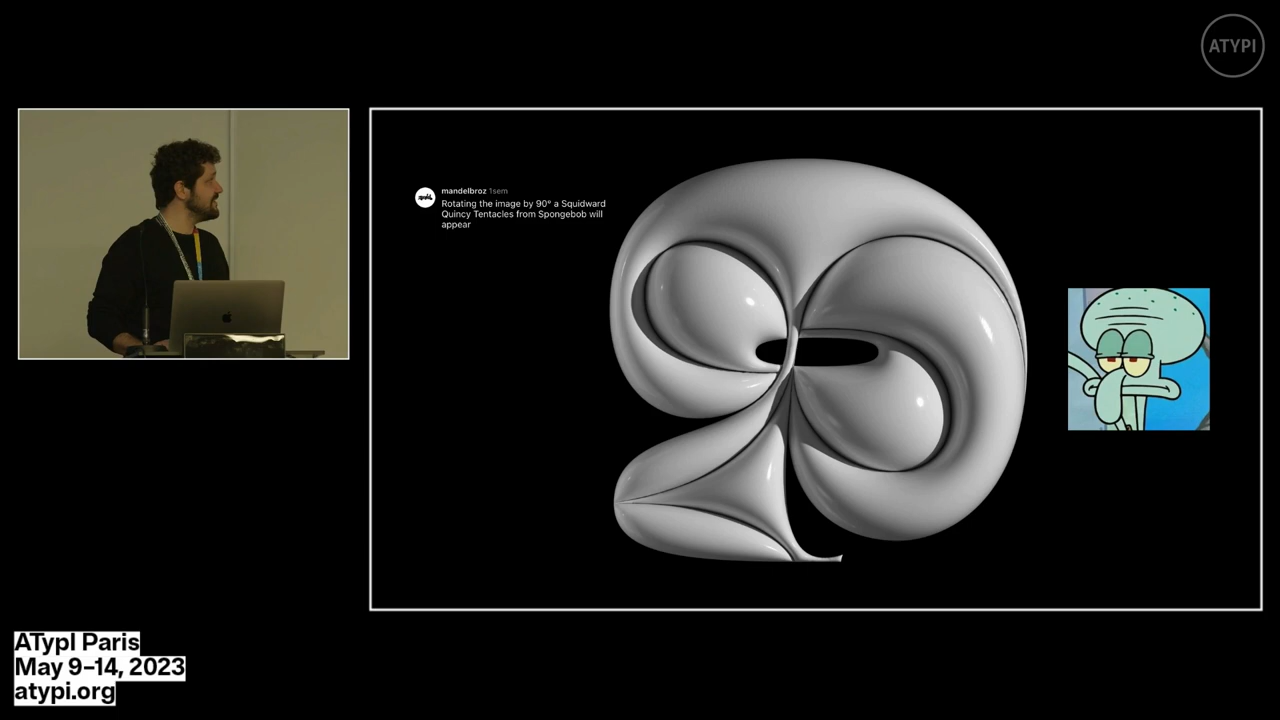 ATYPI
mandelbroz 1sem
Rotating the image by 90° a Squidward
Quincy Tentacles from Spongebob will
appear
ATypI Paris
May 9–14, 2023
atypi.org